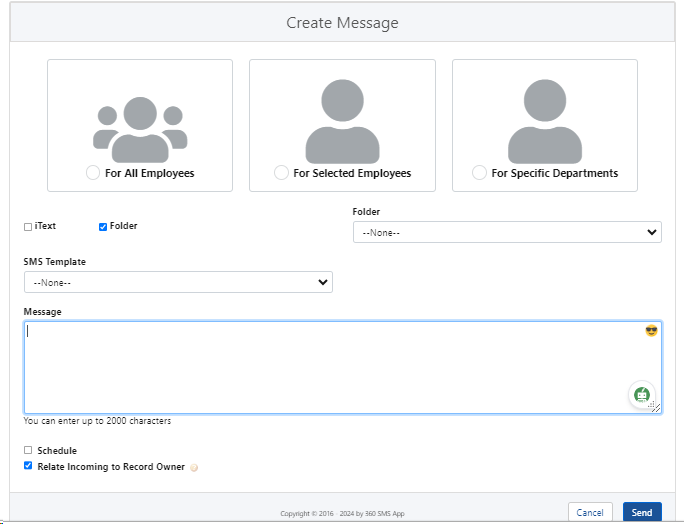 Create Message
For All Employees
For Selected Employees
For Specific Departments
Folder
iText
Folder
--None--
SMS Template
--None--
Message
You can enter up to 2000 characters
Schedule
Relate Incoming to Record Owner
Copyright © 2016 - 2024 by 360 SMS App
Cancel
Send